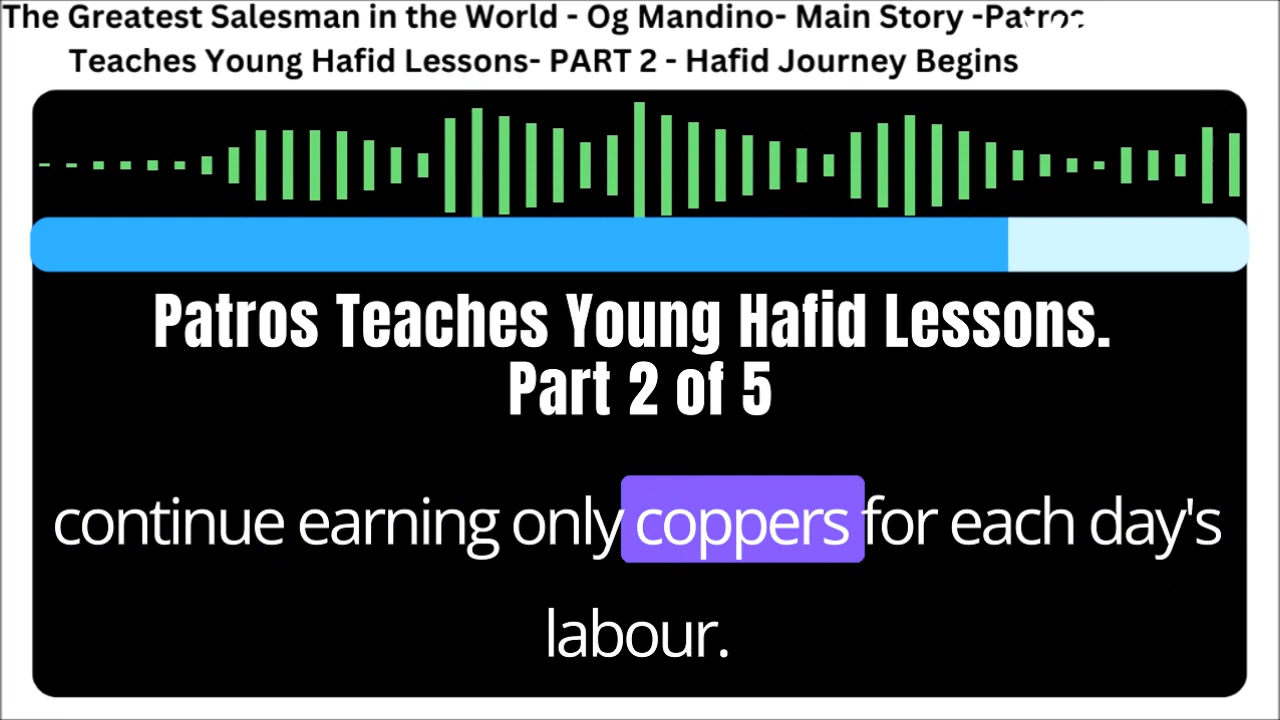 The Greatest Salesman in the World - Og Mandino- Main Story -Patros
Teaches Young Hafid Lessons- PART 2 - Hafid Journey Begins
Patros Teaches Young Hafid Lessons.
Part 2 of 5
continue earning only coppers for each day's
labour.